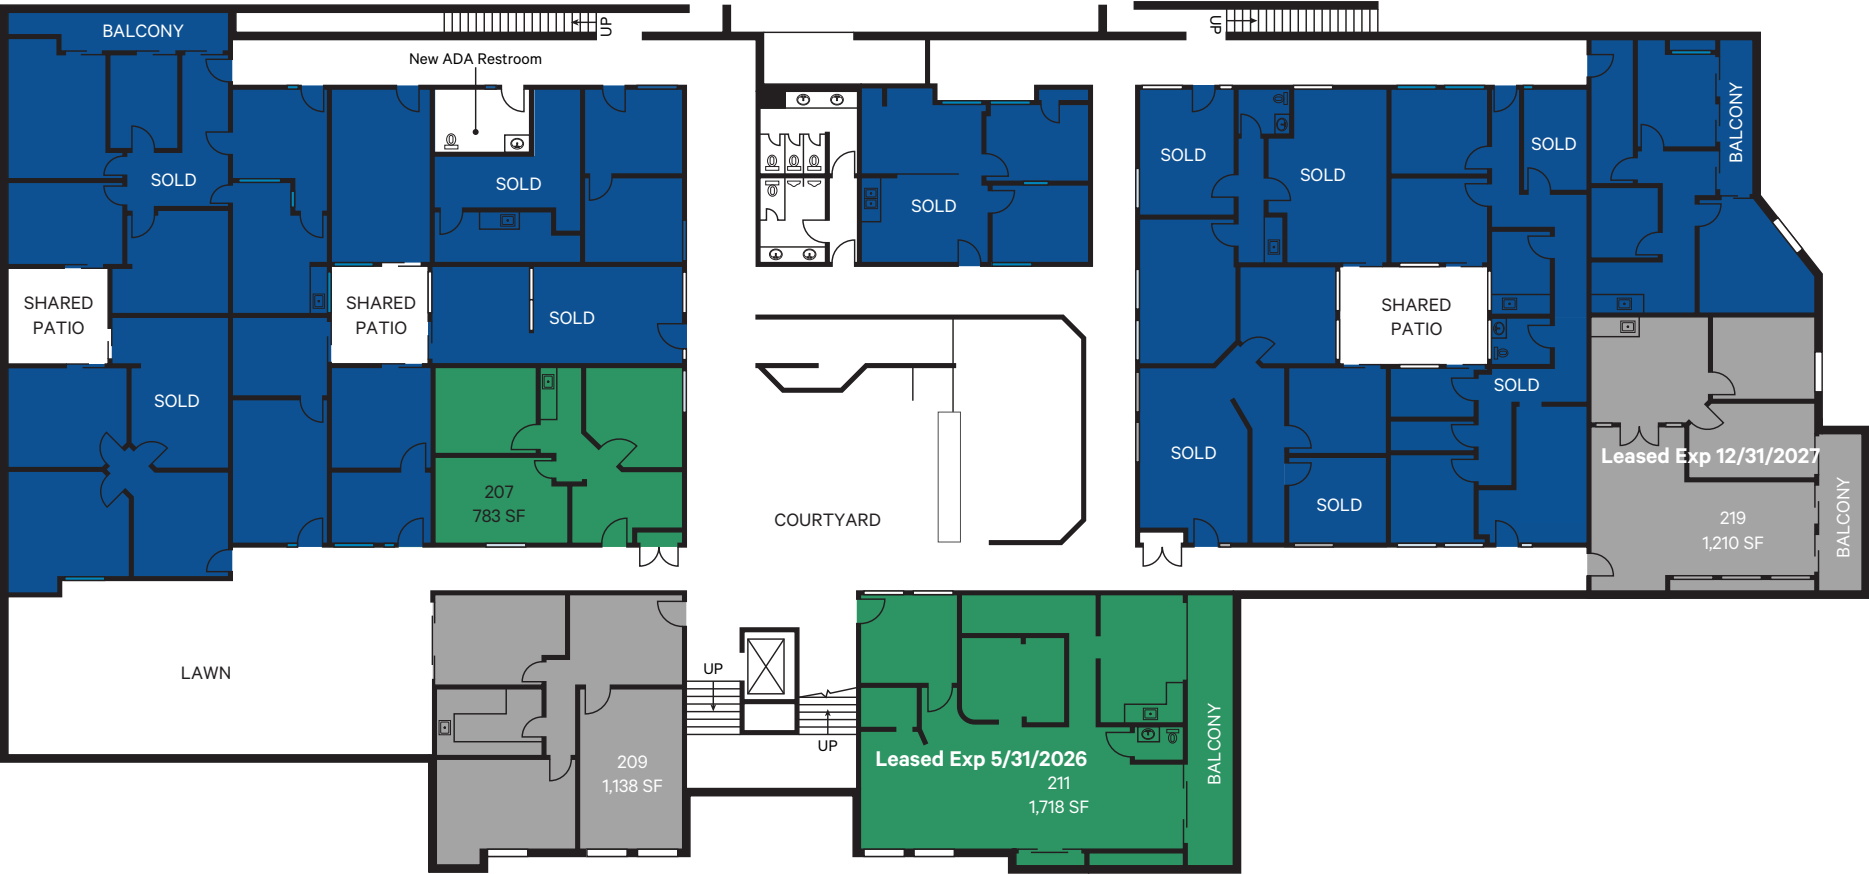 BALCONY
UP
UP
New ADA Restroom
BALCONY
SOLD
SOLD
SOLD
SOLD
SOLD
SOLD
SOLD
SHARED
PATIO
SHARED
PATIO
SOLD
SHARED
PATIO
SOLD
SOLD
SOLD
Leased Exp 12/31/2027
207
783 SF
SOLD
COURTYARD
219
1,210 SF
BALCONY
LAWN
UP
UP
BALCONY
209
1,138 SF
Leased Exp 5/31/2026
211
1,718 SF